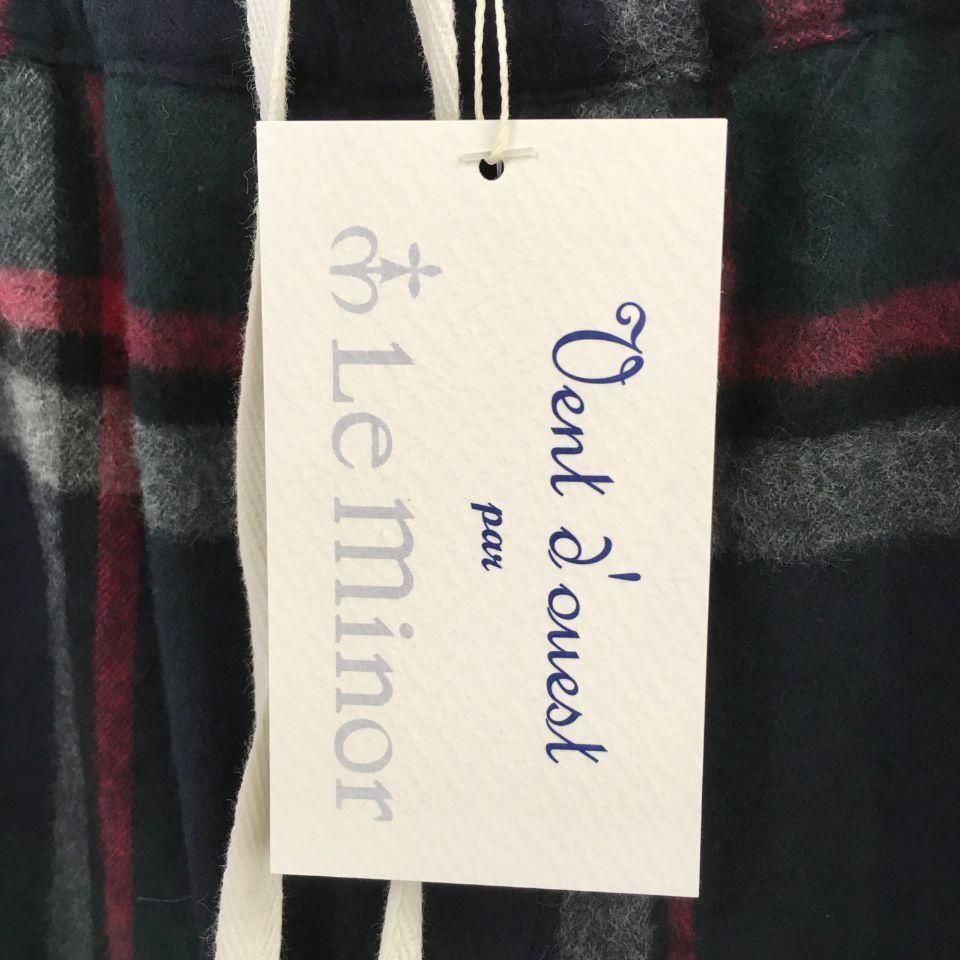 Vent d'ouest
par
Le minor